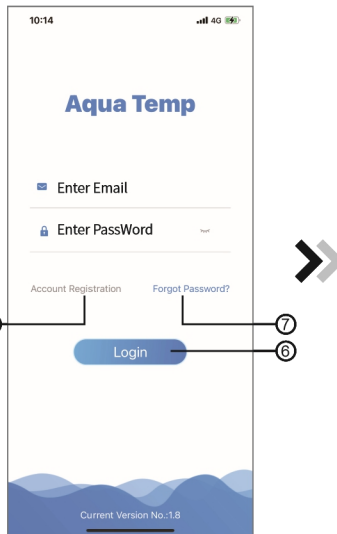 10:14 4G
Aqua Temp
Enter Email
Enter PassWord
Account Registration Forgot Password?
7
Login 6
Current Version No.:1.8